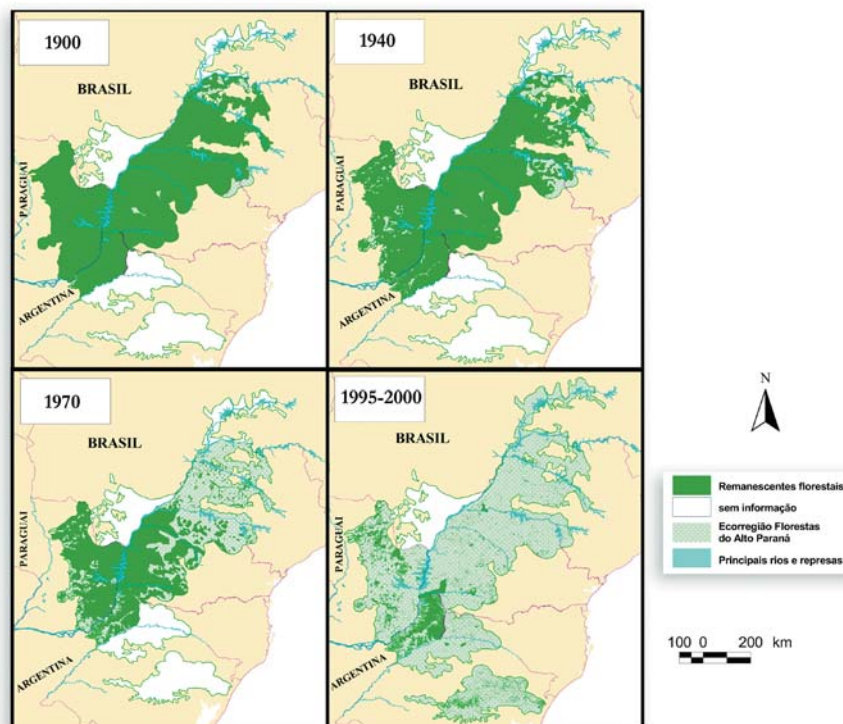 1900
BRASIL
PARAGUAI
ARGENTINA
1940
BRASIL
PARAGUAI
ARGENTINA
1970
BRASIL
PARAGUAI
ARGENTINA
1995-2000
BRASIL
PARAGUAI
ARGENTINA
N
Remanescentes florestais
sem informação
Ecorregião Florestas
do Alto Paraná
Principais rios e represas
100 0 200 km